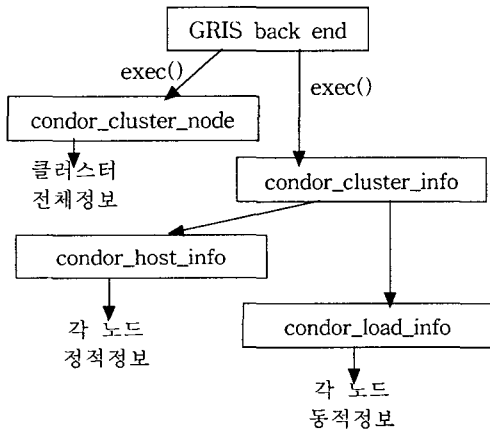 GRIS back end
exec()
exec()
condor_cluster_node
클러스터
전체정보
condor_cluster_info
condor_host_info
각 노드
정적정보
condor_load_info
각 노드
동적정보